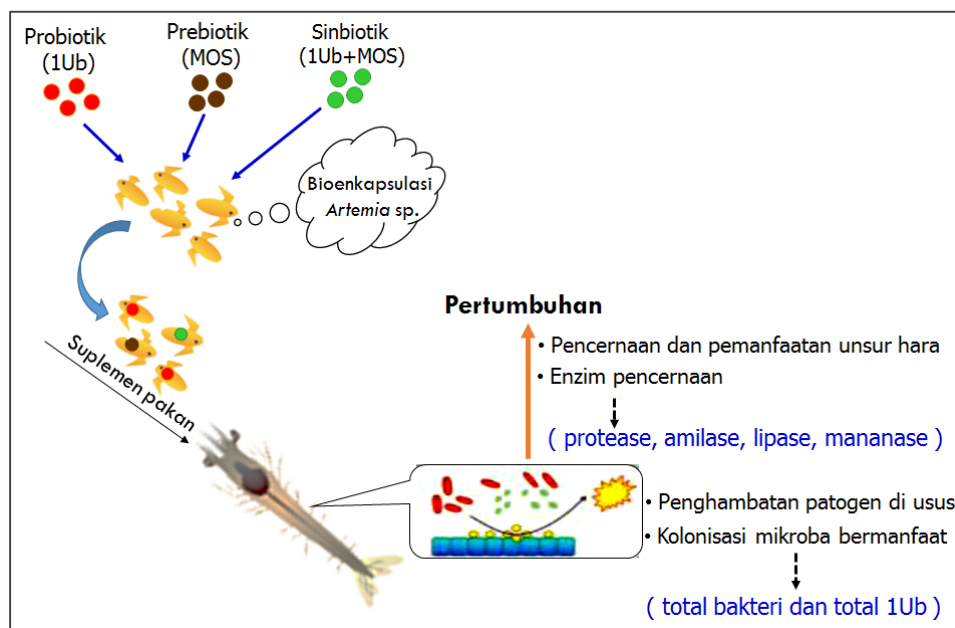 Probiotik
(1Ub)
Prebiotik
(MOS)
Sinbiotik
(1Ub+MOS)
Bioenkapsulasi
Artemia sp.
Suplemen pakan
Pertumbuhan
• Pencernaan dan pemanfaatan unsur hara
• Enzim pencernaan
( protease, amilase, lipase, mananase )
• Penghambatan patogen di usus
• Kolonisasi mikroba bermanfaat
( total bakteri dan total 1Ub )